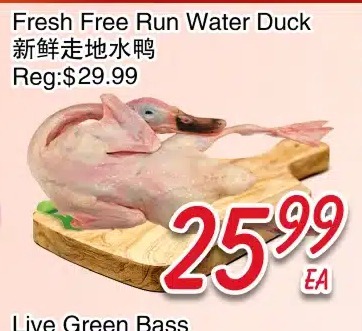 Fresh Free Run Water Duck
新鲜走地水鸭
Reg:$29.99
25.99
EA
Live Green Bass